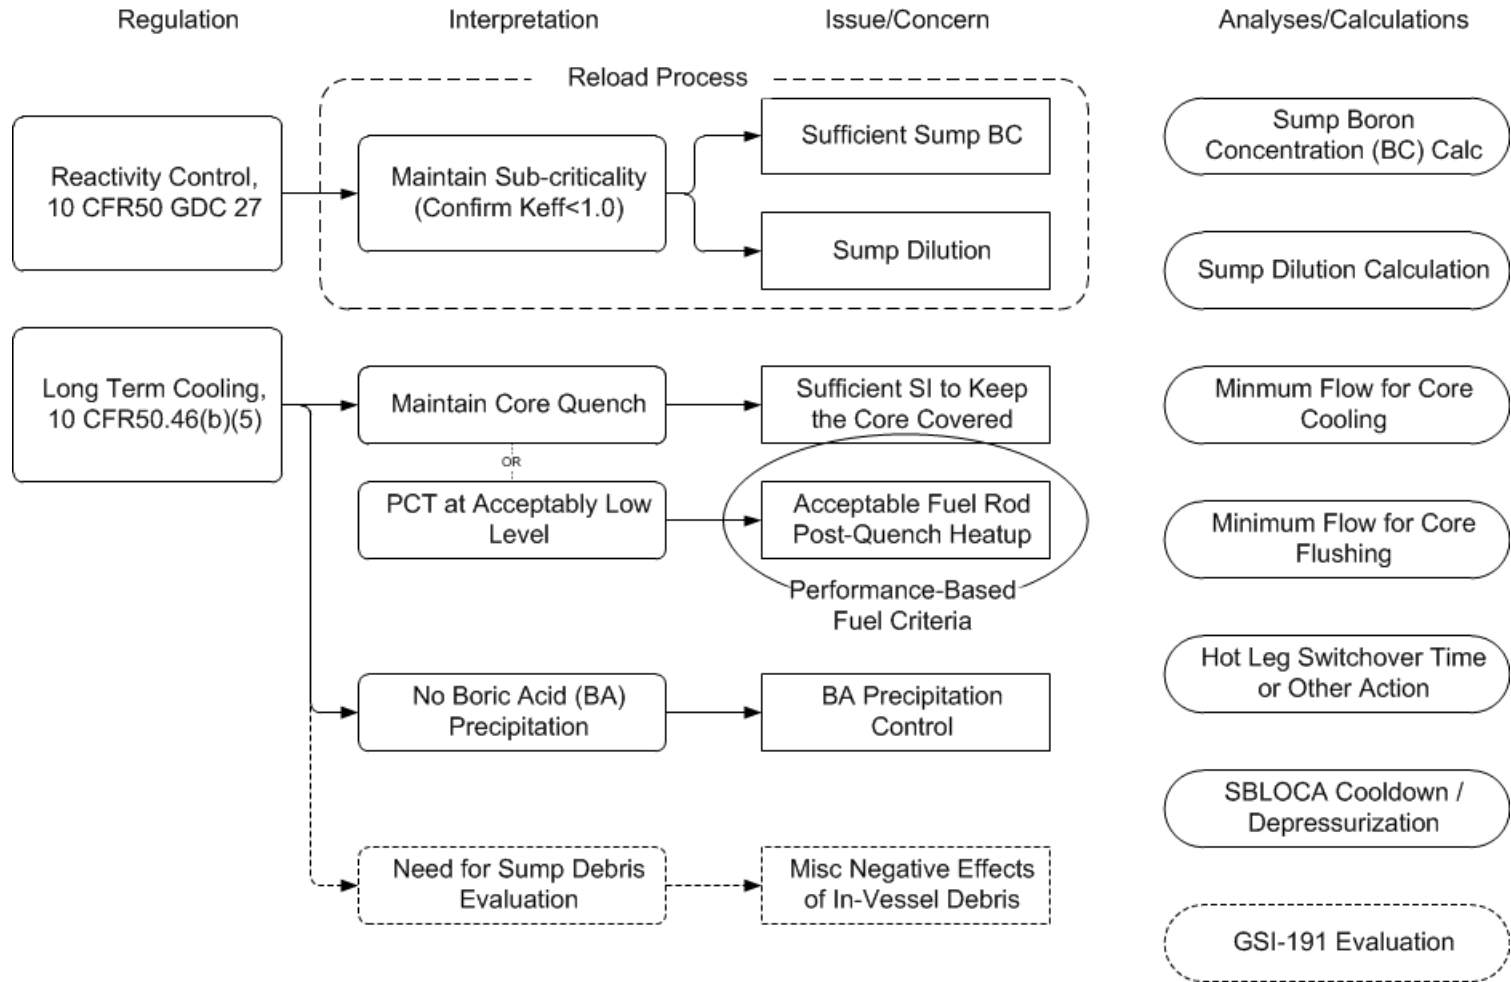 Regulation
Interpretation
Issue/Concern
Analyses/Calculations
Reload Process
Reactivity Control,
10 CFR50 GDC 27
Maintain Sub-criticality
(Confirm Keff<1.0)
Sufficient Sump BC
Sump Dilution
Sump Boron
Concentration (BC) Calc
Sump Dilution Calculation
Long Term Cooling,
10 CFR50.46(b)(5)
Maintain Core Quench
Sufficient SI to Keep
the Core Covered
Minmum Flow for Core
Cooling
OR
PCT at Acceptably Low
Level
Acceptable Fuel Rod
Post-Quench Heatup
Performance-Based
Fuel Criteria
Minimum Flow for Core
Flushing
No Boric Acid (BA)
Precipitation
BA Precipitation
Control
Hot Leg Switchover Time
or Other Action
SBLOCA Cooldown /
Depressurization
Need for Sump Debris
Evaluation
Misc Negative Effects
of In-Vessel Debris
GSI-191 Evaluation